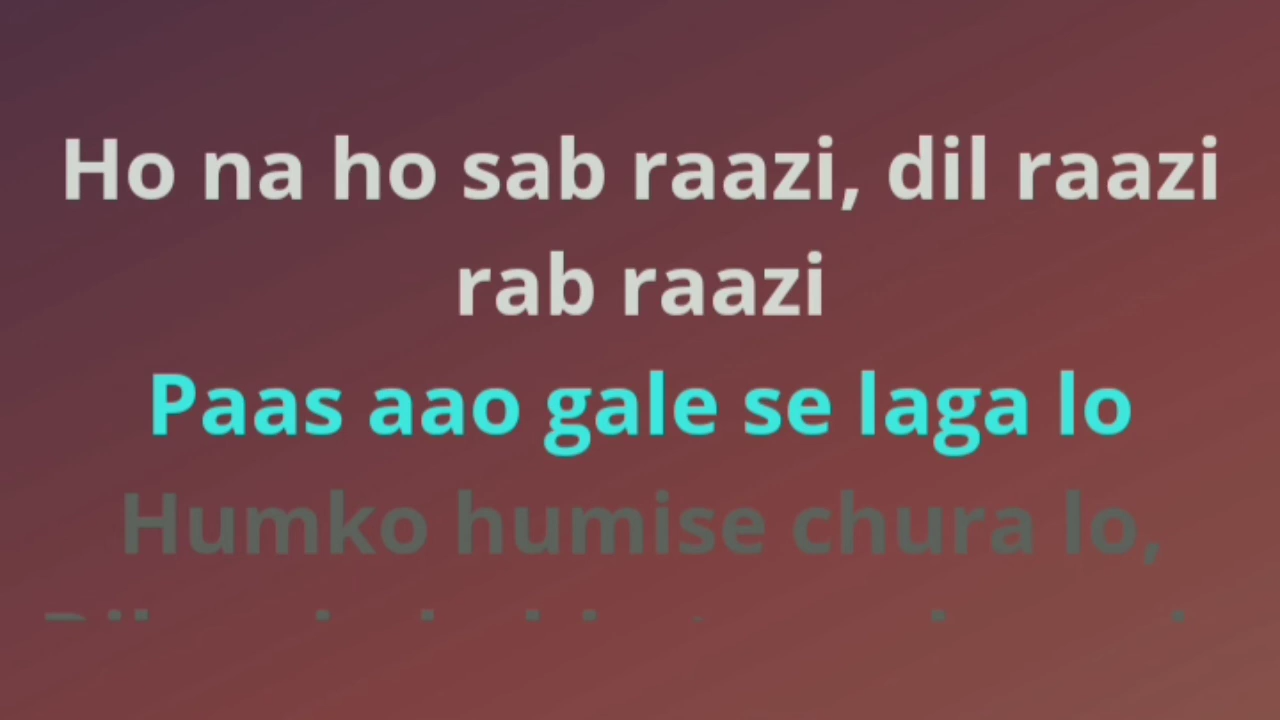 Ho na ho sab raazi, dil raazi
rab raazi
Paas aao gale se laga lo
Humko humise chura lo,